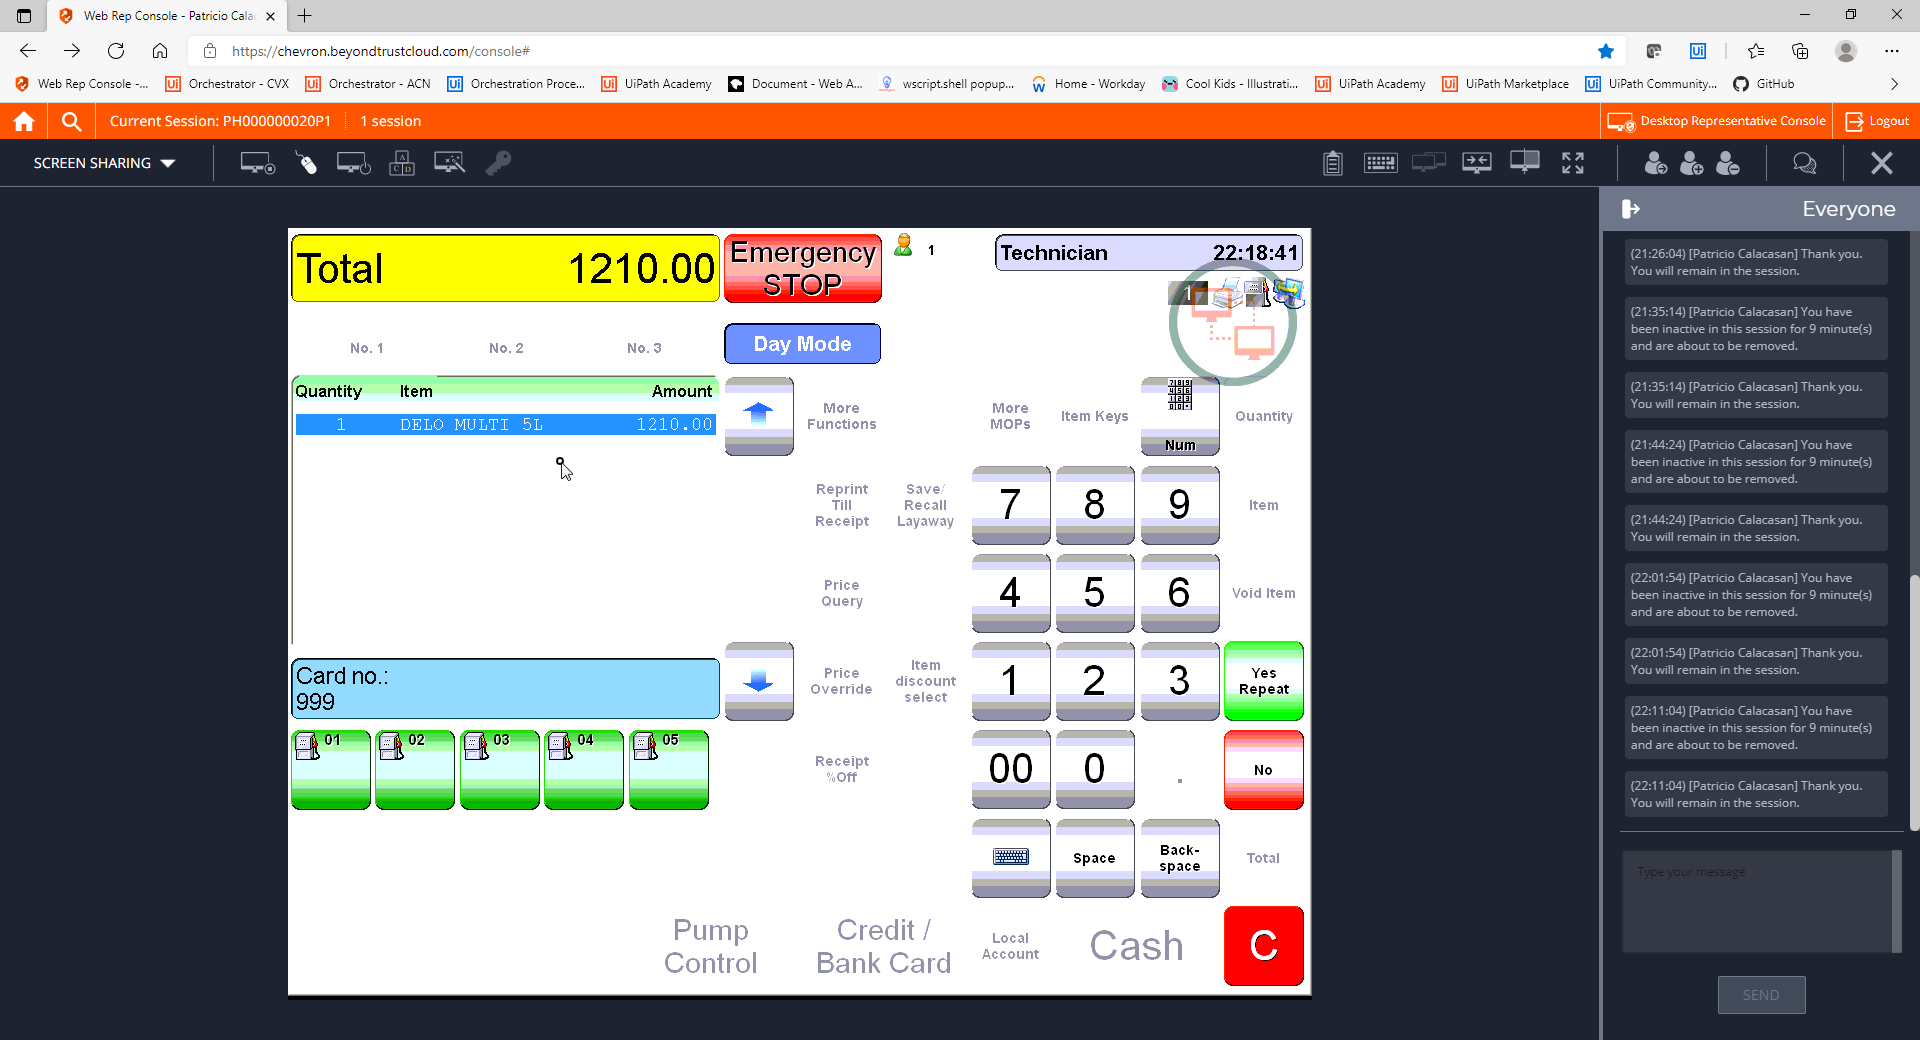 Web Rep Console - Patricio Cala
https://chevron.beyondtrustcloud.com/console#
Web Rep Console -...
Orchestrator - CVX
Orchestrator - ACN
Orchestration Proce...
UiPath Academy
Document - Web A...
wscript.shell popup...
Home - Workday
Cool Kids - Illustrati...
UiPath Academy
UiPath Marketplace
UiPath Community...
GitHub
Current Session: PH000000020P1
1 session
Desktop Representative Console
Logout
SCREEN SHARING
Everyone
Total 1210.00
Emergency
STOP
1
Technician 22:18:41
1
No. 1
No. 2
No. 3
Day Mode
Quantity Item Amount
1 DELO MULTI 5L 1210.00
More
Functions
More
MOPs
Item Keys
Num
Quantity
Reprint
Till
Receipt
Save/
Recall
Layaway
7
8
9
Item
Price
Query
4
5
6
Void Item
Card no.:
999
Price
Override
Item
discount
select
1
2
3
Yes
Repeat
01
02
03
04
05
Receipt
%Off
00
0
.
No
Space
Back-
space
Total
Pump
Control
Credit /
Bank Card
Local
Account
Cash
C
(21:26:04) [Patricio Calacasan] Thank you.
You will remain in the session.
(21:35:14) [Patricio Calacasan] You have
been inactive in this session for 9 minute(s)
and are about to be removed.
(21:35:14) [Patricio Calacasan] Thank you.
You will remain in the session.
(21:44:24) [Patricio Calacasan] You have
been inactive in this session for 9 minute(s)
and are about to be removed.
(21:44:24) [Patricio Calacasan] Thank you.
You will remain in the session.
(22:01:54) [Patricio Calacasan] You have
been inactive in this session for 9 minute(s)
and are about to be removed.
(22:01:54) [Patricio Calacasan] Thank you.
You will remain in the session.
(22:11:04) [Patricio Calacasan] You have
been inactive in this session for 9 minute(s)
and are about to be removed.
(22:11:04) [Patricio Calacasan] Thank you.
You will remain in the session.
Type your message
SEND